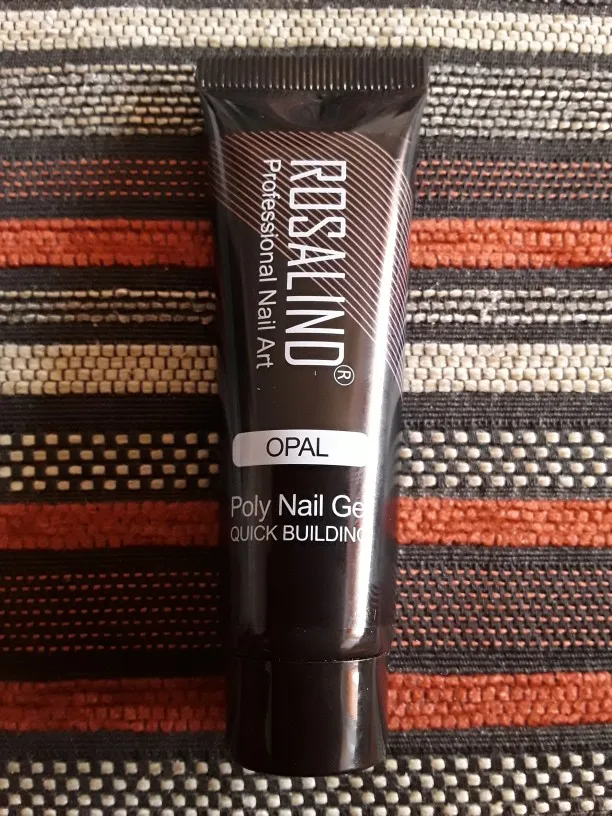 ROSALIND®
Professional Nail Art
OPAL
Poly Nail Ge
QUICK BUILDING